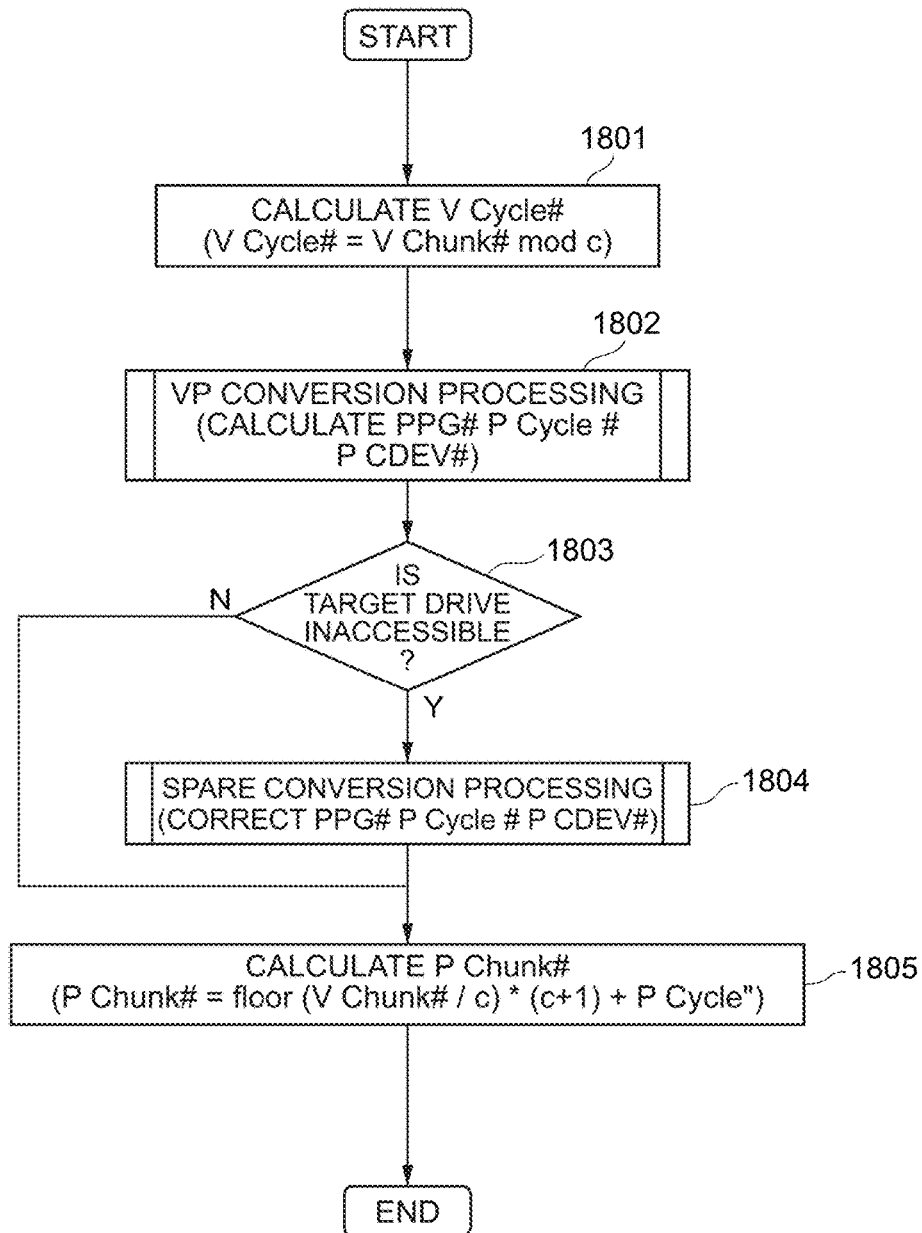 START
1801
CALCULATE V Cycle#
(V Cycle# = V Chunk# mod c)
1802
VP CONVERSION PROCESSING
(CALCULATE PPG# P Cycle #
P CDEV#)
1803
IS
TARGET DRIVE
INACCESSIBLE
?
N
Y
SPARE CONVERSION PROCESSING
(CORRECT PPG# P Cycle # P CDEV#)
1804
CALCULATE P Chunk#
(P Chunk# = floor (V Chunk# / c) * (c+1) + P Cycle")
1805
END